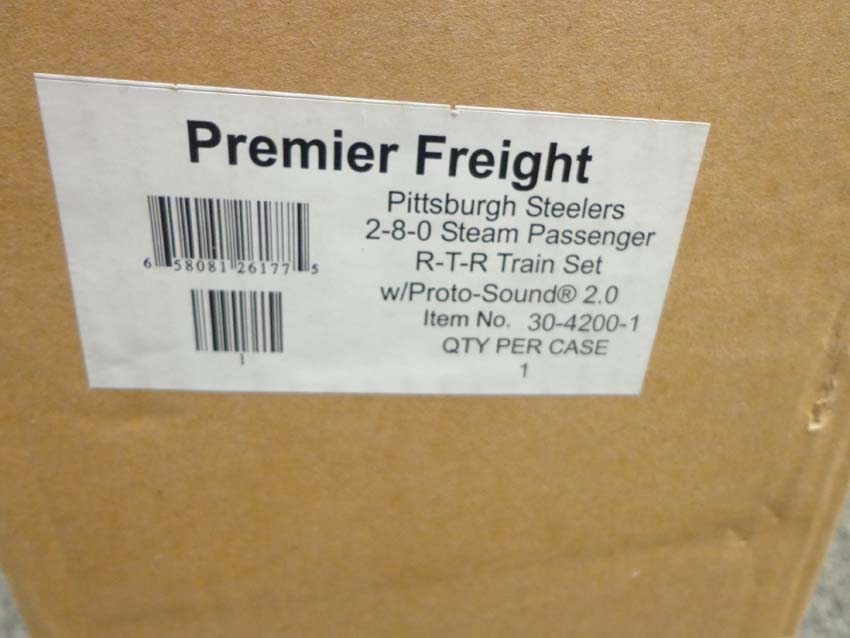 Premier Freight
6 58081 26177 5
1
Pittsburgh Steelers
2-8-0 Steam Passenger
R-T-R Train Set
w/Proto-Sound® 2.0
Item No. 30-4200-1
QTY PER CASE
1